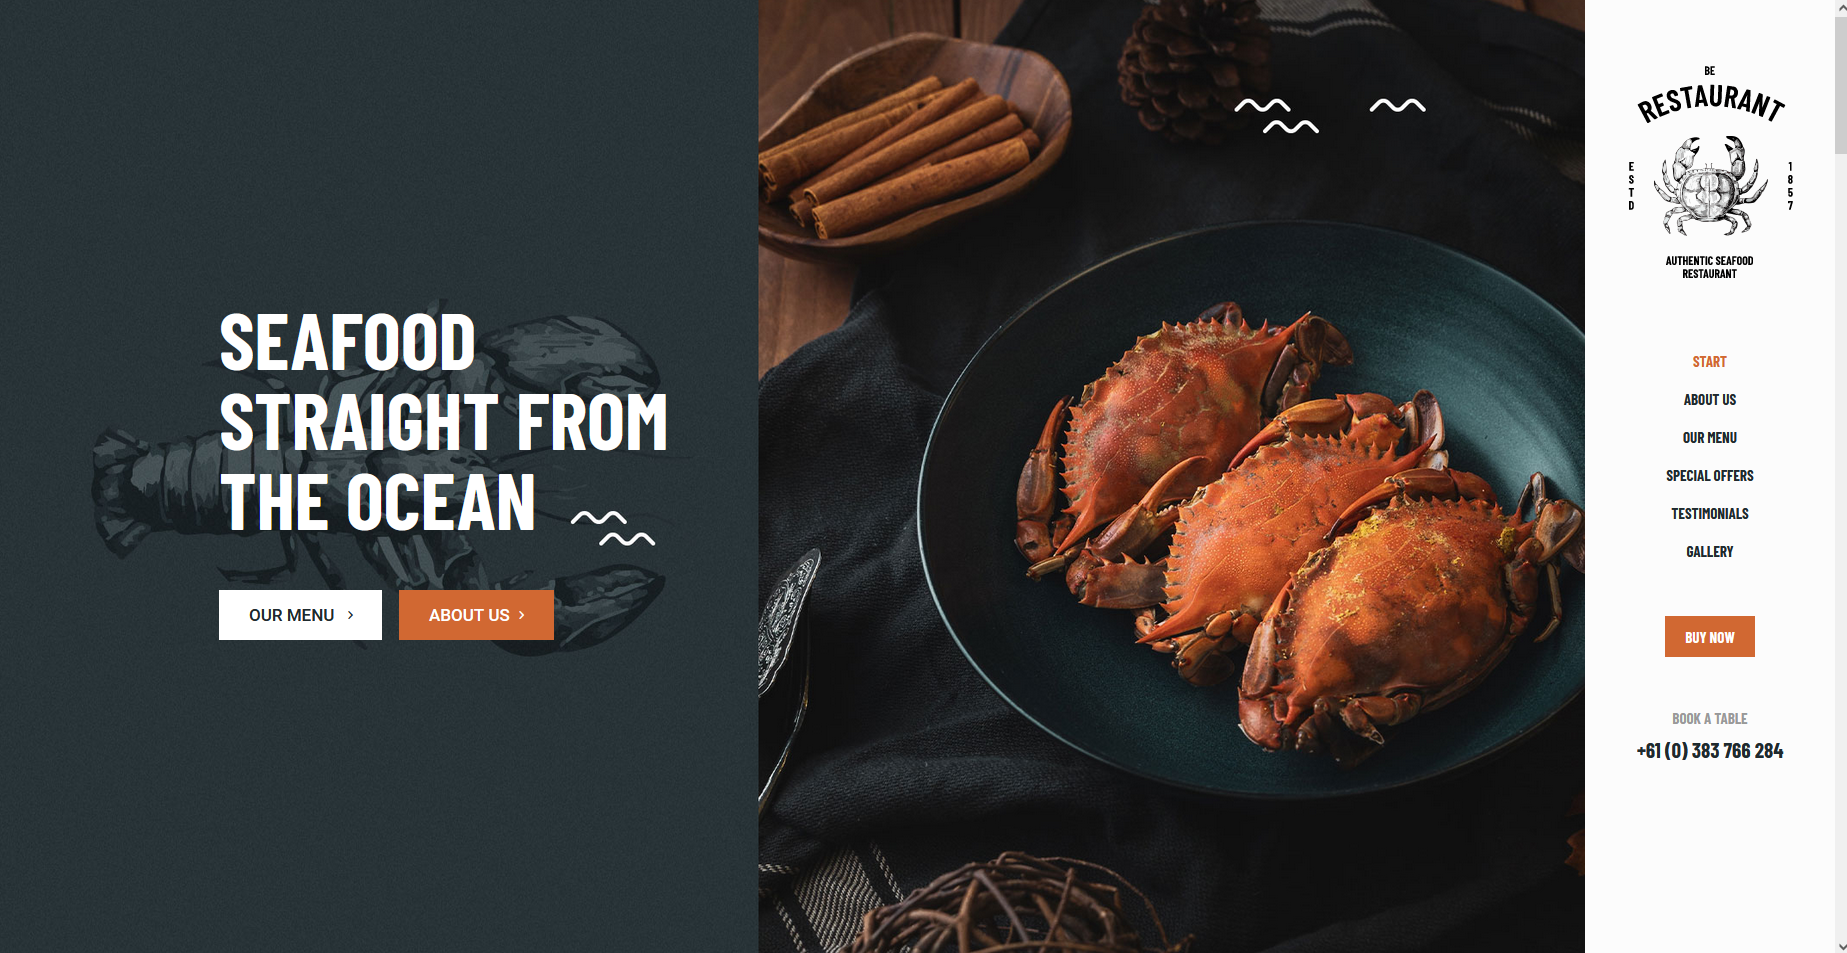 SEAFOOD
STRAIGHT FROM
THE OCEAN
OUR MENU
ABOUT US
BE
RESTAURANT
ESTD
1857
AUTHENTIC SEAFOOD
RESTAURANT
START
ABOUT US
OUR MENU
SPECIAL OFFERS
TESTIMONIALS
GALLERY
BUY NOW
BOOK A TABLE
+61 (0) 383 766 284